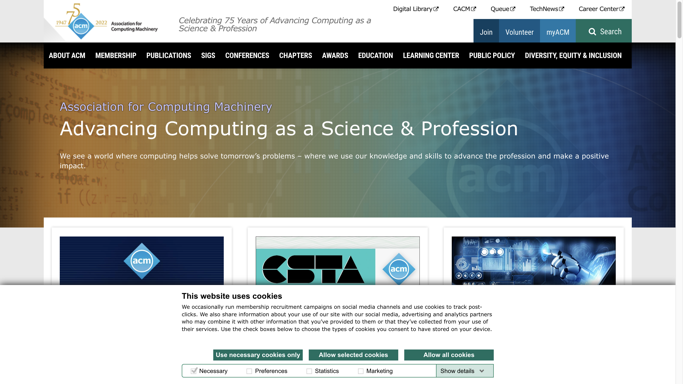 Digital Library
CACM
Queue
TechNews
Career Center
1947
75
2022
acm
Association for
Computing Machinery
Celebrating 75 Years of Advancing Computing as a
Science & Profession
Join
Volunteer
myACM
Search
ABOUT ACM
MEMBERSHIP
PUBLICATIONS
SIGS
CONFERENCES
CHAPTERS
AWARDS
EDUCATION
LEARNING CENTER
PUBLIC POLICY
DIVERSITY, EQUITY & INCLUSION
Association for Computing Machinery
Advancing Computing as a Science & Profession
We see a world where computing helps solve tomorrow's problems – where we use our knowledge and skills to advance the profession and make a positive
impact.
acm
CSTA
acm
This website uses cookies
We occasionally run membership recruitment campaigns on social media channels and use cookies to track post-
clicks. We also share information about your use of our site with our social media, advertising and analytics partners
who may combine it with other information that you've provided to them or that they've collected from your use of
their services. Use the check boxes below to choose the types of cookies you consent to have stored on your device.
Use necessary cookies only
Allow selected cookies
Allow all cookies
Necessary
Preferences
Statistics
Marketing
Show details